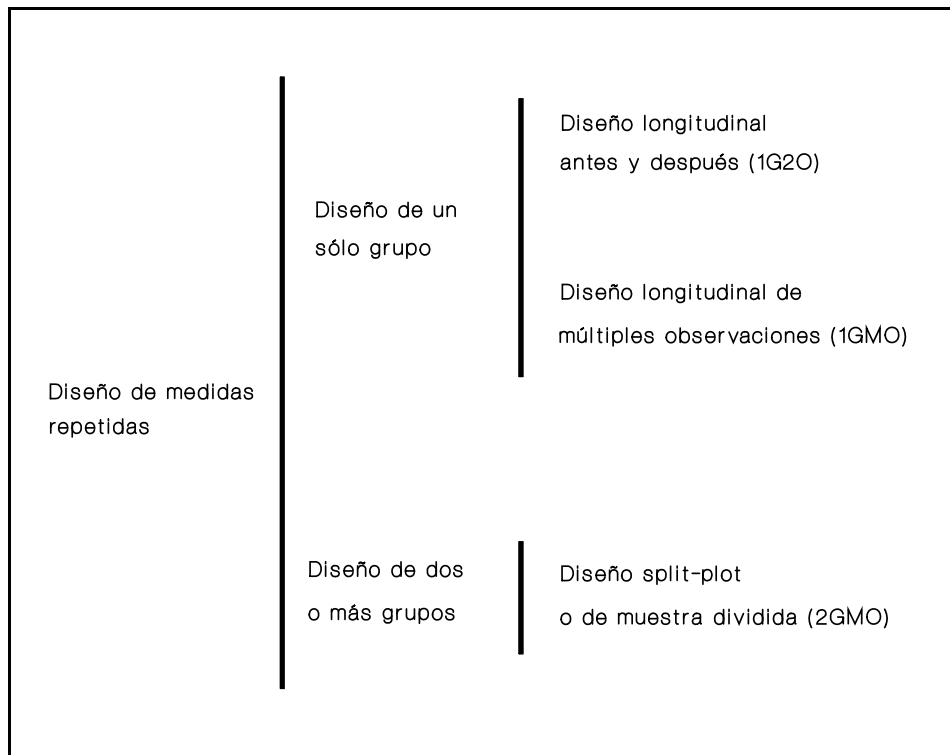 Diseño de medidas
repetidas
Diseño de un
sólo grupo
Diseño longitudinal
antes y después (1G2O)
Diseño longitudinal de
múltiples observaciones (1GMO)
Diseño de dos
o más grupos
Diseño split-plot
o de muestra dividida (2GMO)